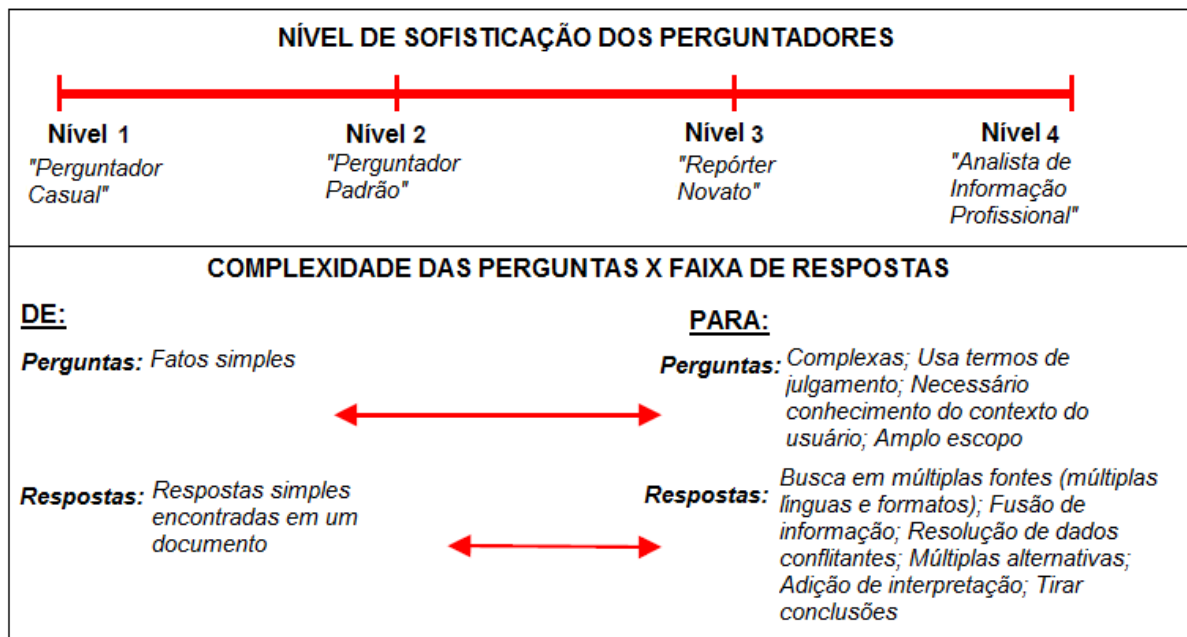 NÍVEL DE SOFISTICAÇÃO DOS PERGUNTADORES
Nível 1
"Perguntador
Casual"
Nível 2
"Perguntador
Padrão"
Nível 3
"Repórter
Novato"
Nível 4
"Analista de
Informação
Profissional"
COMPLEXIDADE DAS PERGUNTAS X FAIXA DE RESPOSTAS
DE:
Perguntas: Fatos simples
Respostas: Respostas simples
encontradas em um
documento
PARA:
Perguntas: Complexas; Usa termos de
julgamento; Necessário
conhecimento do contexto do
usuário; Amplo escopo
Respostas: Busca em múltiplas fontes (múltiplas
línguas e formatos); Fusão de
informação; Resolução de dados
conflitantes; Múltiplas alternativas;
Adição de interpretação; Tirar
conclusões